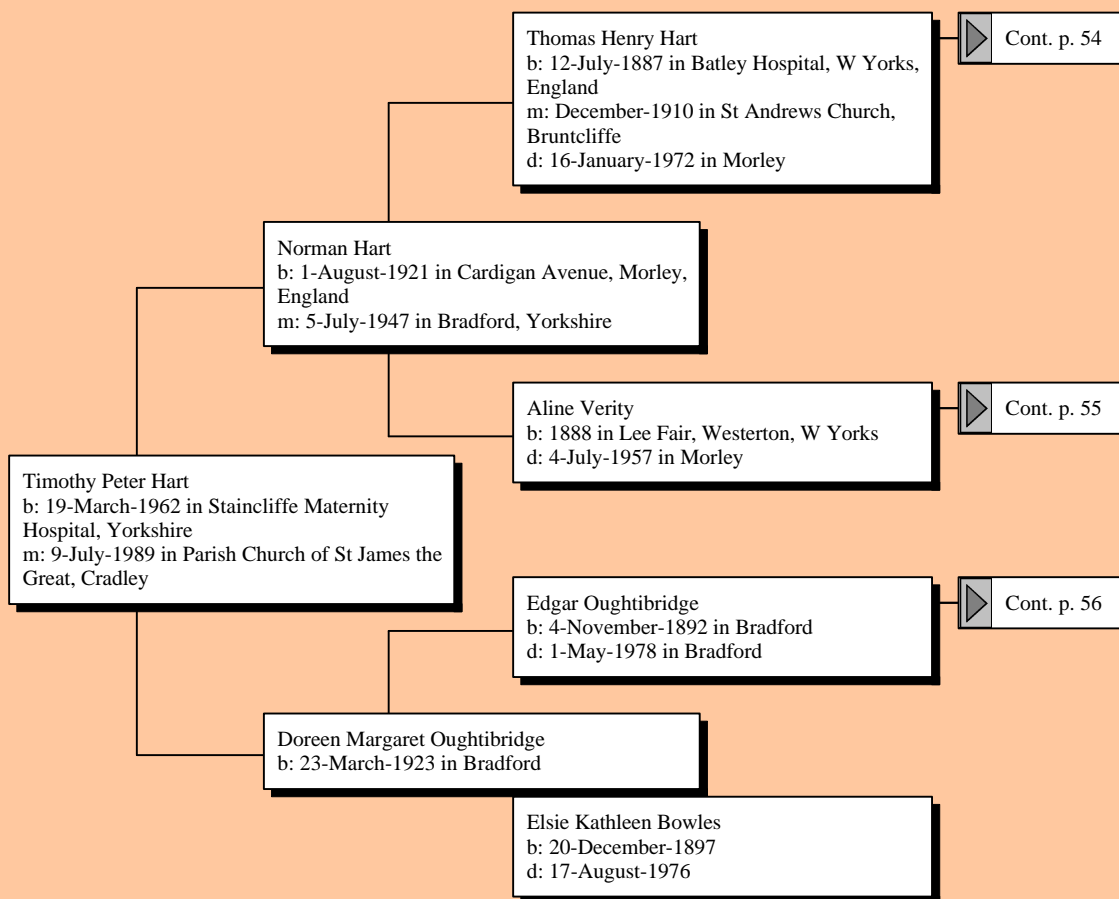 Thomas Henry Hart
b: 12-July-1887 in Batley Hospital, W Yorks,
England
m: December-1910 in St Andrews Church,
Bruntcliffe
d: 16-January-1972 in Morley
Cont. p. 54
Norman Hart
b: 1-August-1921 in Cardigan Avenue, Morley,
England
m: 5-July-1947 in Bradford, Yorkshire
Aline Verity
b: 1888 in Lee Fair, Westerton, W Yorks
d: 4-July-1957 in Morley
Cont. p. 55
Timothy Peter Hart
b: 19-March-1962 in Staincliffe Maternity
Hospital, Yorkshire
m: 9-July-1989 in Parish Church of St James the
Great, Cradley
Edgar Oughtibridge
b: 4-November-1892 in Bradford
d: 1-May-1978 in Bradford
Cont. p. 56
Doreen Margaret Oughtibridge
b: 23-March-1923 in Bradford
Elsie Kathleen Bowles
b: 20-December-1897
d: 17-August-1976